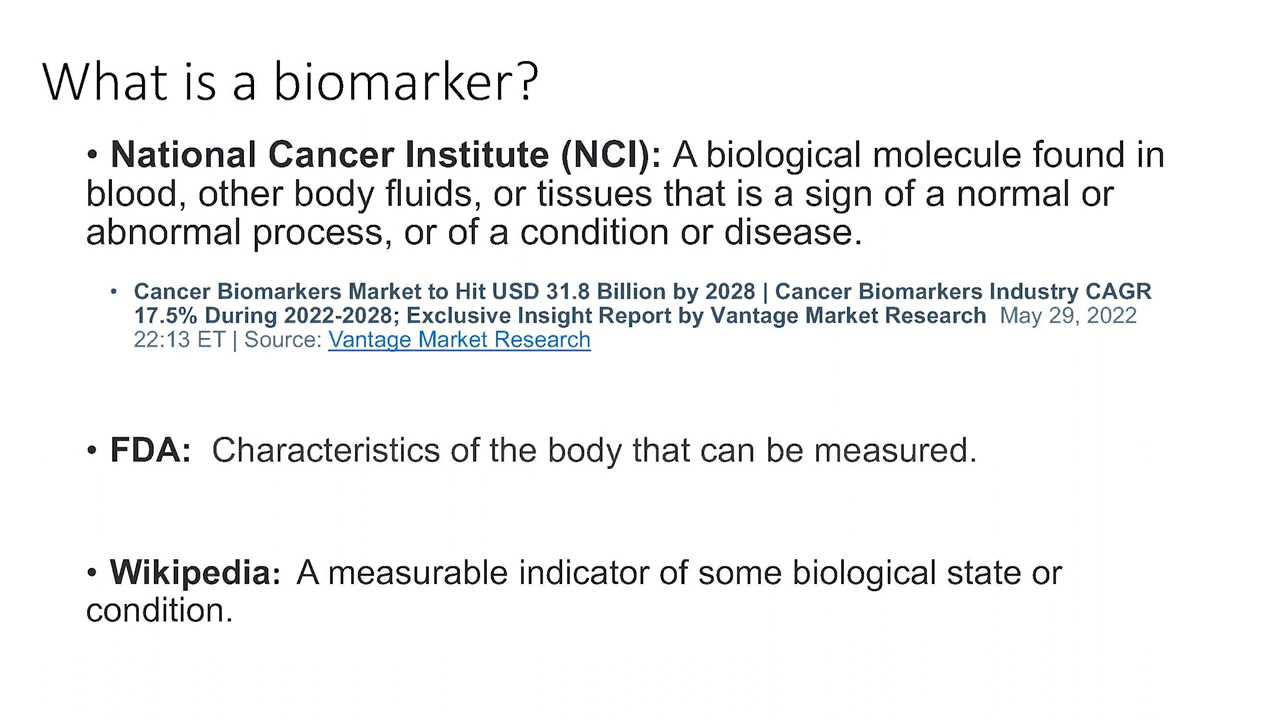 What is a biomarker?
• National Cancer Institute (NCI): A biological molecule found in
blood, other body fluids, or tissues that is a sign of a normal or
abnormal process, or of a condition or disease.
• Cancer Biomarkers Market to Hit USD 31.8 Billion by 2028 | Cancer Biomarkers Industry CAGR
17.5% During 2022-2028; Exclusive Insight Report by Vantage Market Research May 29, 2022
22:13 ET | Source: Vantage Market Research
• FDA: Characteristics of the body that can be measured.
• Wikipedia: A measurable indicator of some biological state or
condition.